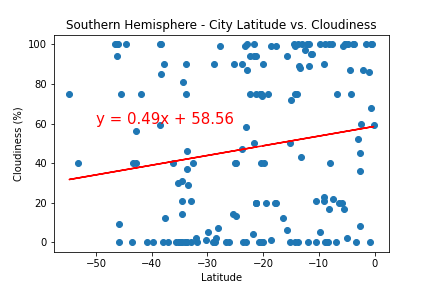 Southern Hemisphere - City Latitude vs. Cloudiness
100
80
60
40
20
0
Cloudiness (%)
y = 0.49x + 58.56
−50 −40 −30 −20 −10 0
Latitude